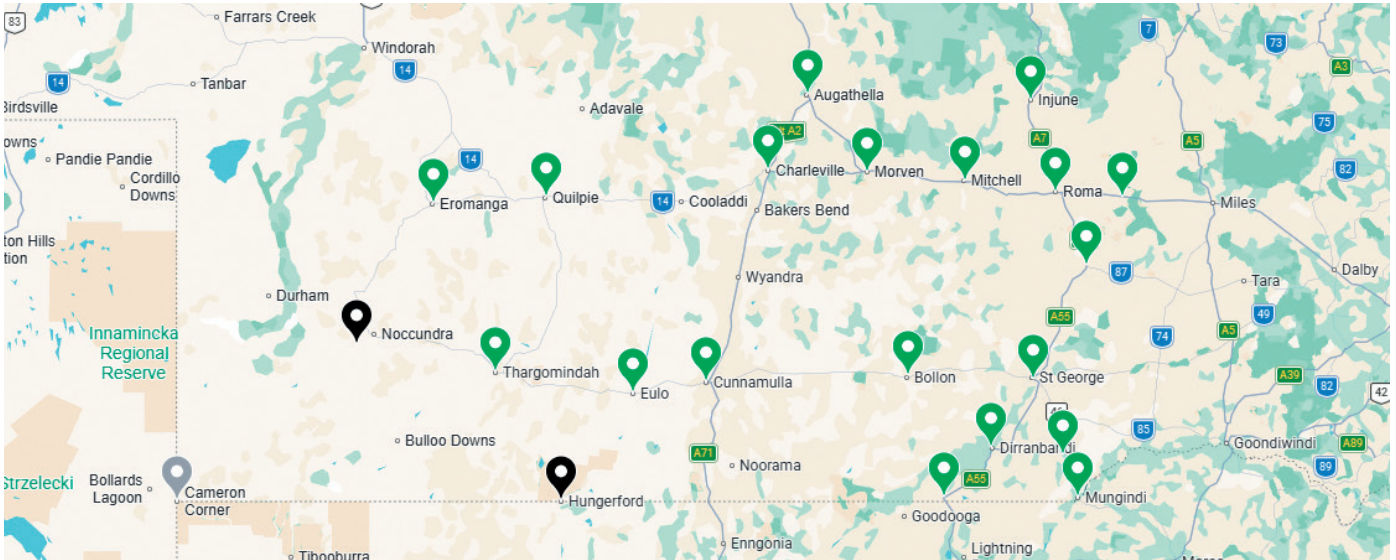 83
Farrars Creek
Windorah
14
7
73
A3
14
Tanbar
Birdsville
Adavale
Augathella
Injune
75
owns
Pandie Pandie
Cordillo
Downs
14
A2
A7
A5
82
Charleville
Morven
Mitchell
Roma
Eromanga
Quilpie
14
Cooladdi
Bakers Bend
Miles
ton Hills
tion
Wyandra
87
Dalby
Tara
Durham
Innamincka
Regional
Reserve
Noccundra
A55
74
A5
49
Thargomindah
Eulo
Cunnamulla
Bollon
St George
A39
82
42
Bulloo Downs
Dirranbandi
85
Goondiwindi
A89
A71
Noorama
A55
89
Strzelecki
Bollards
Lagoon
Cameron
Corner
Hungerford
Mungindi
Goodooga
Enngonia
Lightning
Tibooburra